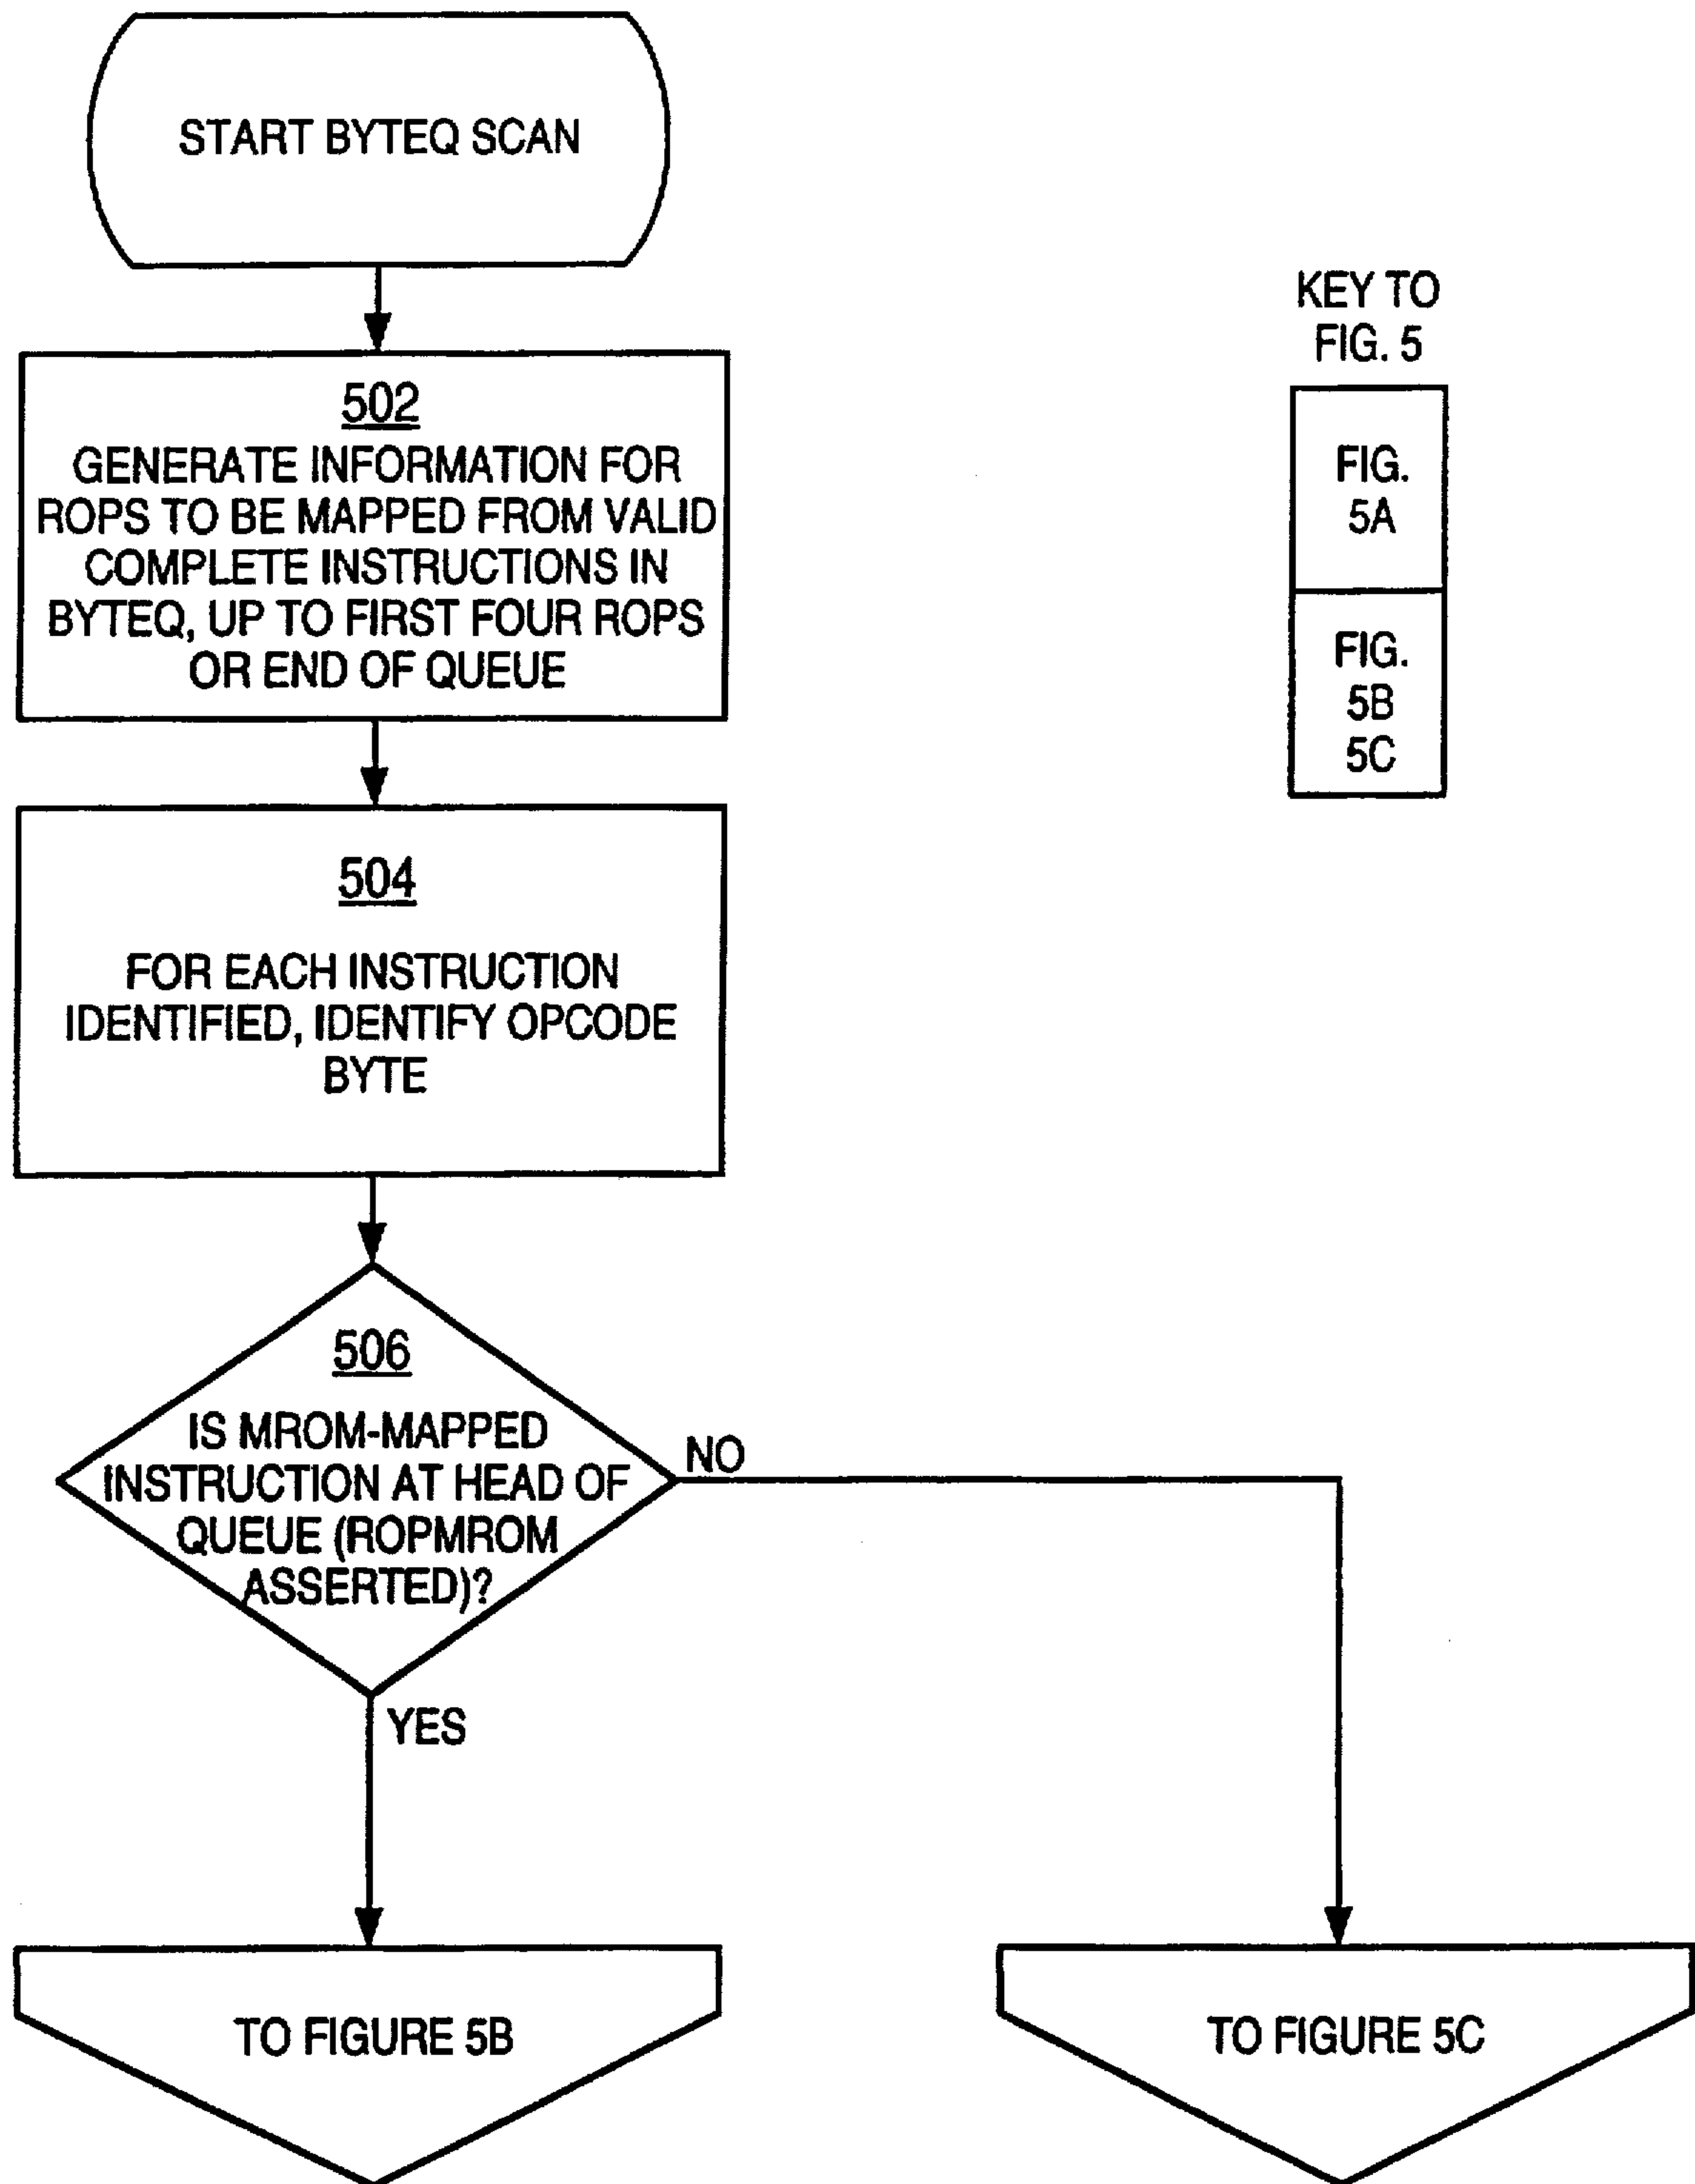 START BYTEQ SCAN
502
GENERATE INFORMATION FOR
ROPS TO BE MAPPED FROM VALID
COMPLETE INSTRUCTIONS IN
BYTEQ, UP TO FIRST FOUR ROPS
OR END OF QUEUE
KEY TO
FIG. 5
FIG.
5A
FIG.
5B
5C
504
FOR EACH INSTRUCTION
IDENTIFIED, IDENTIFY OPCODE
BYTE
506
IS MROM-MAPPED
INSTRUCTION AT HEAD OF
QUEUE (ROPMROM
ASSERTED)?
NO
YES
TO FIGURE 5B
TO FIGURE 5C